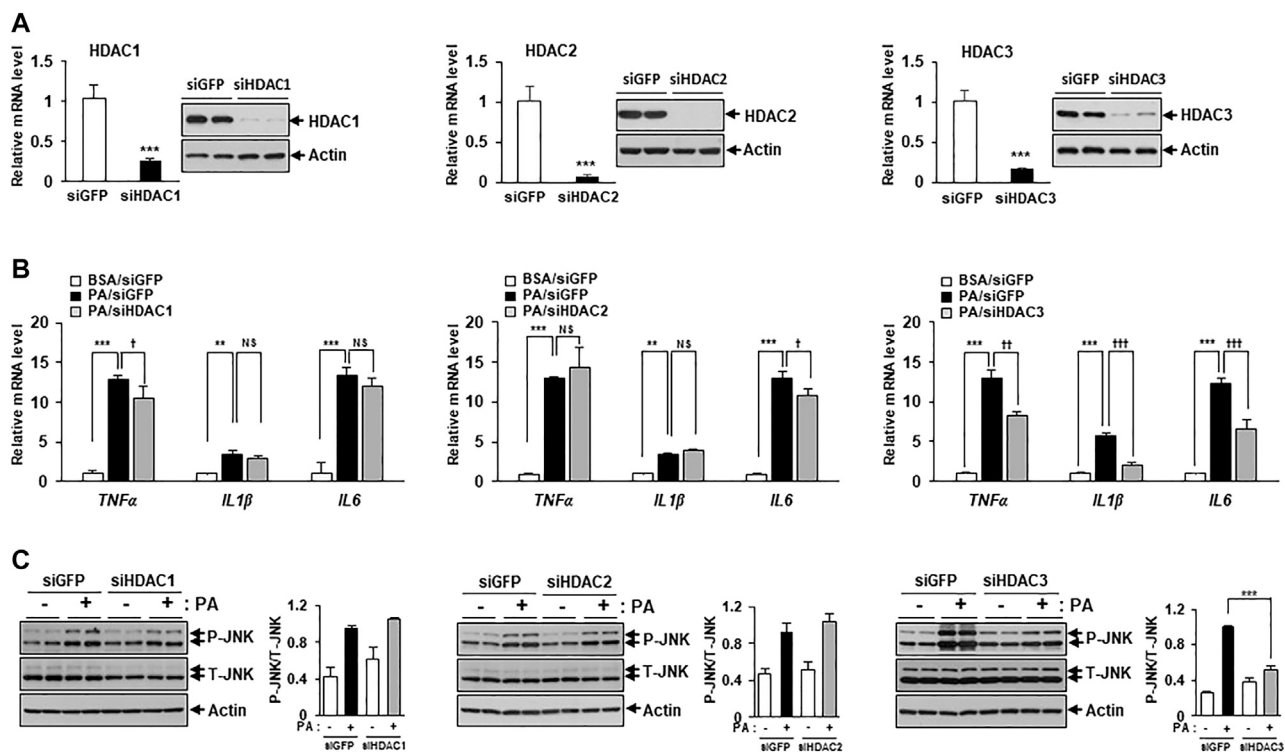 A
HDAC1
Relative mRNA level
1.5
1
0.5
0
***
siGFP siHDAC1
siGFP siHDAC1
HDAC1
Actin
HDAC2
Relative mRNA level
1.5
1
0.5
0
***
siGFP siHDAC2
siGFP siHDAC2
HDAC2
Actin
HDAC3
Relative mRNA level
1.5
1
0.5
0
***
siGFP siHDAC3
siGFP siHDAC3
HDAC3
Actin
B
BSA/siGFP
PA/siGFP
PA/siHDAC1
Relative mRNA level
20
15
10
5
0
*** †
** NS
*** NS
TNFα IL1β IL6
BSA/siGFP
PA/siGFP
PA/siHDAC2
Relative mRNA level
20
15
10
5
0
*** NS
** NS
*** †
TNFα IL1β IL6
BSA/siGFP
PA/siGFP
PA/siHDAC3
Relative mRNA level
20
15
10
5
0
*** ††
*** †††
*** †††
TNFα IL1β IL6
C
siGFP siHDAC1
- + - + : PA
P-JNK
T-JNK
Actin
P-JNK/T-JNK
1.2
0.8
0.4
0
PA : - + - +
siGFP siHDAC1
siGFP siHDAC2
- + - + : PA
P-JNK
T-JNK
Actin
P-JNK/T-JNK
1.2
0.8
0.4
0
PA : - + - +
siGFP siHDAC2
siGFP siHDAC3
- + - + : PA
P-JNK
T-JNK
Actin
P-JNK/T-JNK
1.2
0.8
0.4
0
***
PA : - + - +
siGFP siHDAC3